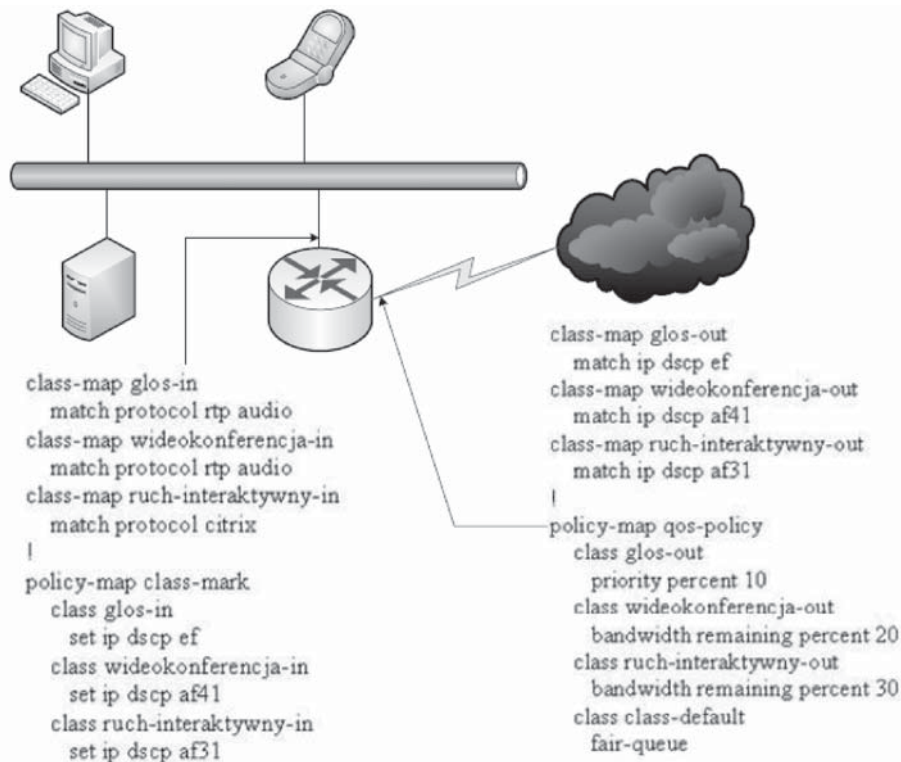 class-map glos-in
match protocol rtp audio
class-map wideokonferencja-in
match protocol rtp audio
class-map ruch-interaktywny-in
match protocol citrix
!
policy-map class-mark
class glos-in
set ip dscp ef
class wideokonferencja-in
set ip dscp af41
class ruch-interaktywny-in
set ip dscp af31
class-map glos-out
match ip dscp ef
class-map wideokonferencja-out
match ip dscp af41
class-map ruch-interaktywny-out
match ip dscp af31
!
policy-map qos-policy
class glos-out
priority percent 10
class wideokonferencja-out
bandwidth remaining percent 20
class ruch-interaktywny-out
bandwidth remaining percent 30
class class-default
fair-queue